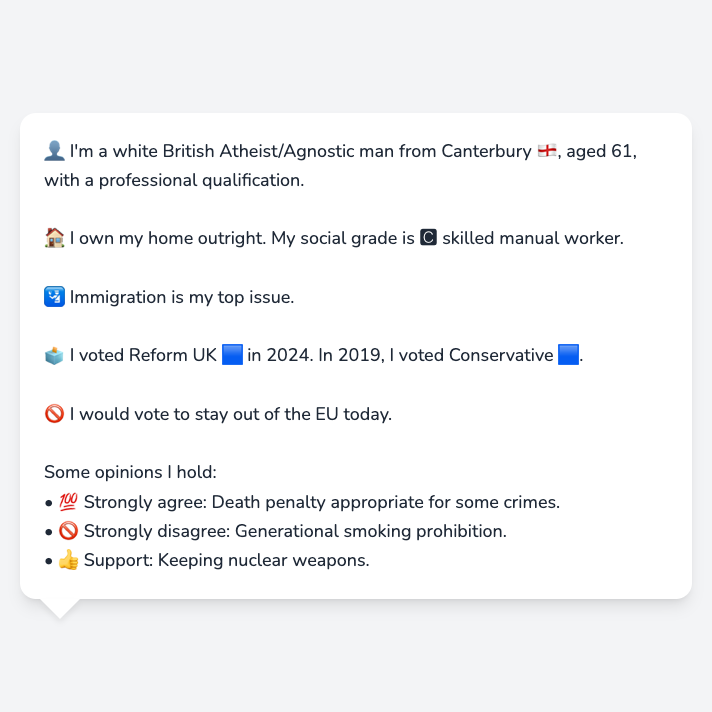 👤 I'm a white British Atheist/Agnostic man from Canterbury 🏴󠁧󠁢󠁥󠁮󠁧󠁿, aged 61,
with a professional qualification.
🏠 I own my home outright. My social grade is 🅲 skilled manual worker.
🛂 Immigration is my top issue.
🗳️ I voted Reform UK 🟦 in 2024. In 2019, I voted Conservative 🟦.
🚫 I would vote to stay out of the EU today.
Some opinions I hold:
• 💯 Strongly agree: Death penalty appropriate for some crimes.
• 🚫 Strongly disagree: Generational smoking prohibition.
• 👍 Support: Keeping nuclear weapons.